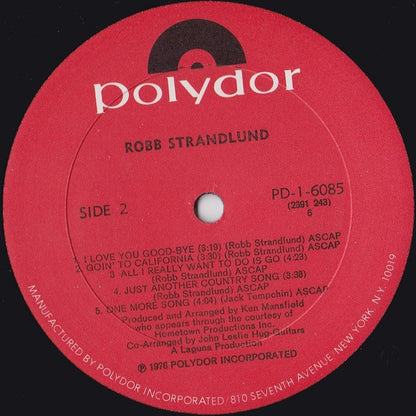 polydor
ROBB STRANDLUND
SIDE 2
PD-1-6085
(2391 243)
6
1. I LOVE YOU GOOD-BYE (3:19) (Robb Strandlund) ASCAP
2. GOIN' TO CALIFORNIA (3:30) (Robb Strandlund) ASCAP
3. ALL I REALLY WANT TO DO IS GO (4:23)
(Robb Strandlund) ASCAP
4. JUST ANOTHER COUNTRY SONG (3:38)
(Robb Strandlund) ASCAP
5. ONE MORE SONG (4:04) (Jack Tempchin) ASCAP
Produced and Arranged by Ken Mansfield
who appears through the courtesy of
Hometown Productions Inc.
Co-Arranged by John Leslie Hug-Guitars
A Laguna Production
Ⓟ 1976 POLYDOR INCORPORATED
MANUFACTURED BY POLYDOR INCORPORATED/810 SEVENTH AVENUE NEW YORK, N.Y. 10019